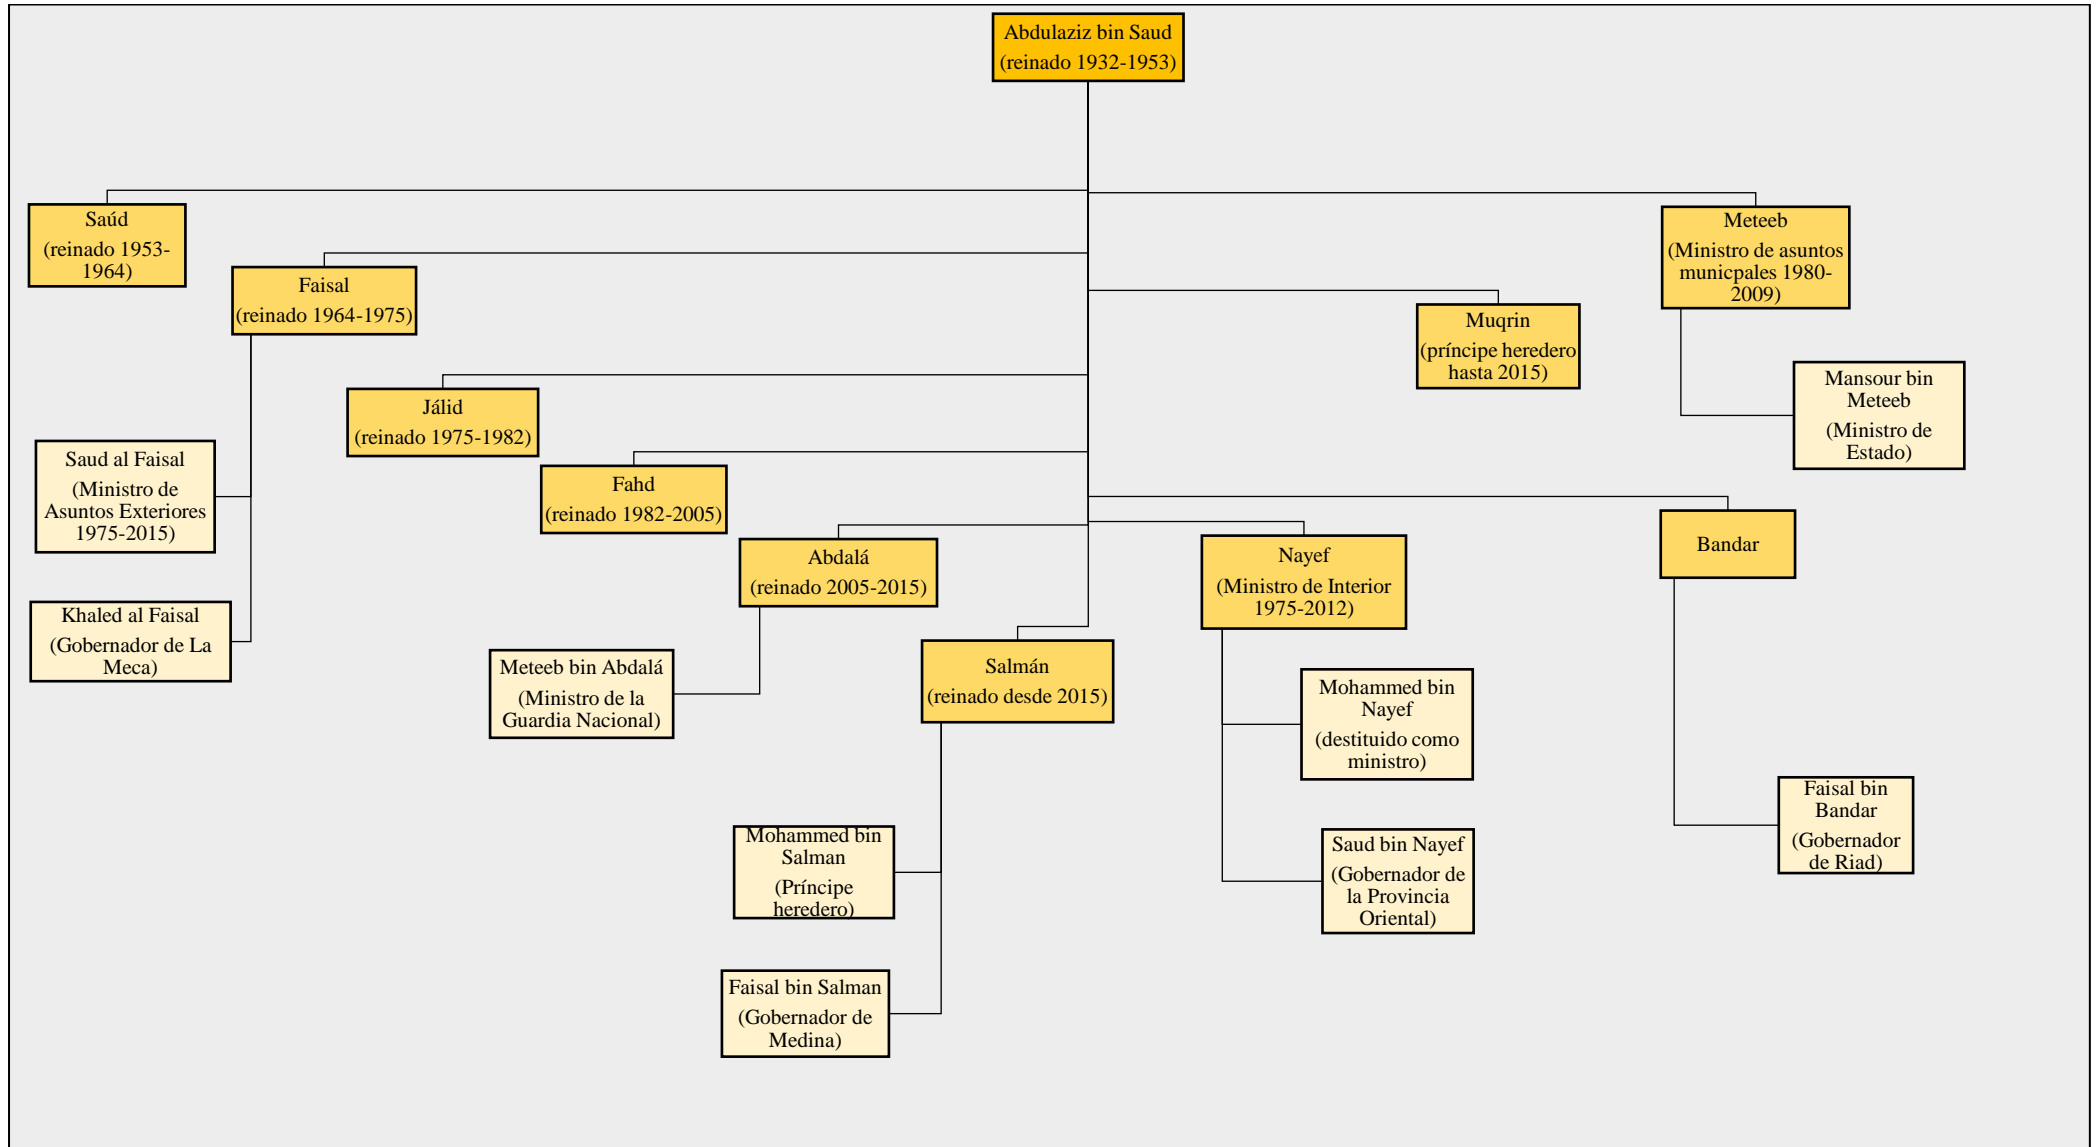 Abdulaziz bin Saud
(reinado 1932-1953)
Saúd
(reinado 1953-
1964)
Meteeb
(Ministro de asuntos
municpales 1980-
2009)
Faisal
(reinado 1964-1975)
Muqrin
(príncipe heredero
hasta 2015)
Mansour bin
Meteeb
(Ministro de
Estado)
Jálid
(reinado 1975-1982)
Saud al Faisal
(Ministro de
Asuntos Exteriores
1975-2015)
Fahd
(reinado 1982-2005)
Abdalá
(reinado 2005-2015)
Nayef
(Ministro de Interior
1975-2012)
Bandar
Khaled al Faisal
(Gobernador de La
Meca)
Meteeb bin Abdalá
(Ministro de la
Guardia Nacional)
Salmán
(reinado desde 2015)
Mohammed bin
Nayef
(destituido como
ministro)
Faisal bin
Bandar
(Gobernador
de Riad)
Mohammed bin
Salman
(Príncipe
heredero)
Saud bin Nayef
(Gobernador de
la Provincia
Oriental)
Faisal bin Salman
(Gobernador de
Medina)